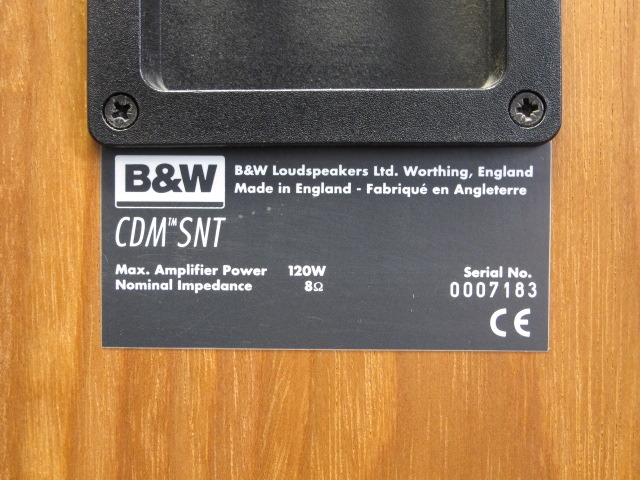 B&W
B&W Loudspeakers Ltd. Worthing, England
Made in England - Fabriqué en Angleterre
CDM™SNT
Max. Amplifier Power 120W
Nominal Impedance 8Ω
Serial No.
0007183
CE